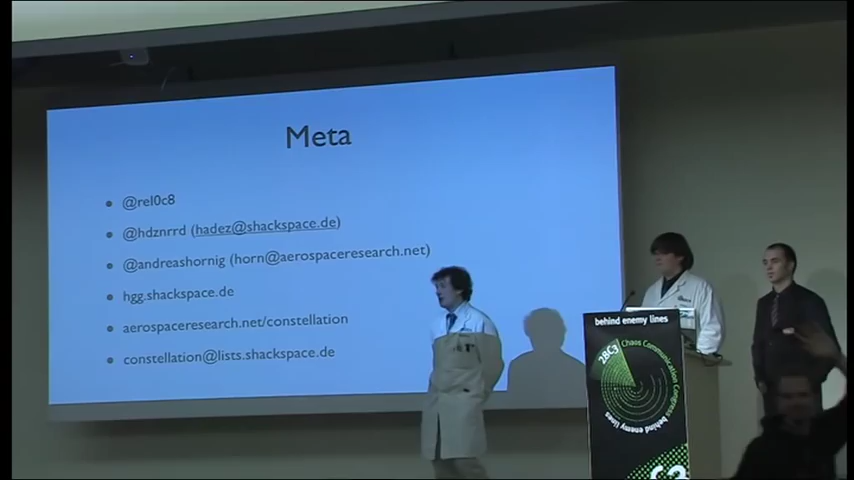 Meta
• @rel0c8
• @hdznrrd (hadez@shackspace.de)
• @andreashornig (horn@aerospaceresearch.net)
• hgg.shackspace.de
• aerospaceresearch.net/constellation
• constellation@lists.shackspace.de
behind enemy lines
28C3 Chaos Communication Congress behind enemy lines
C3